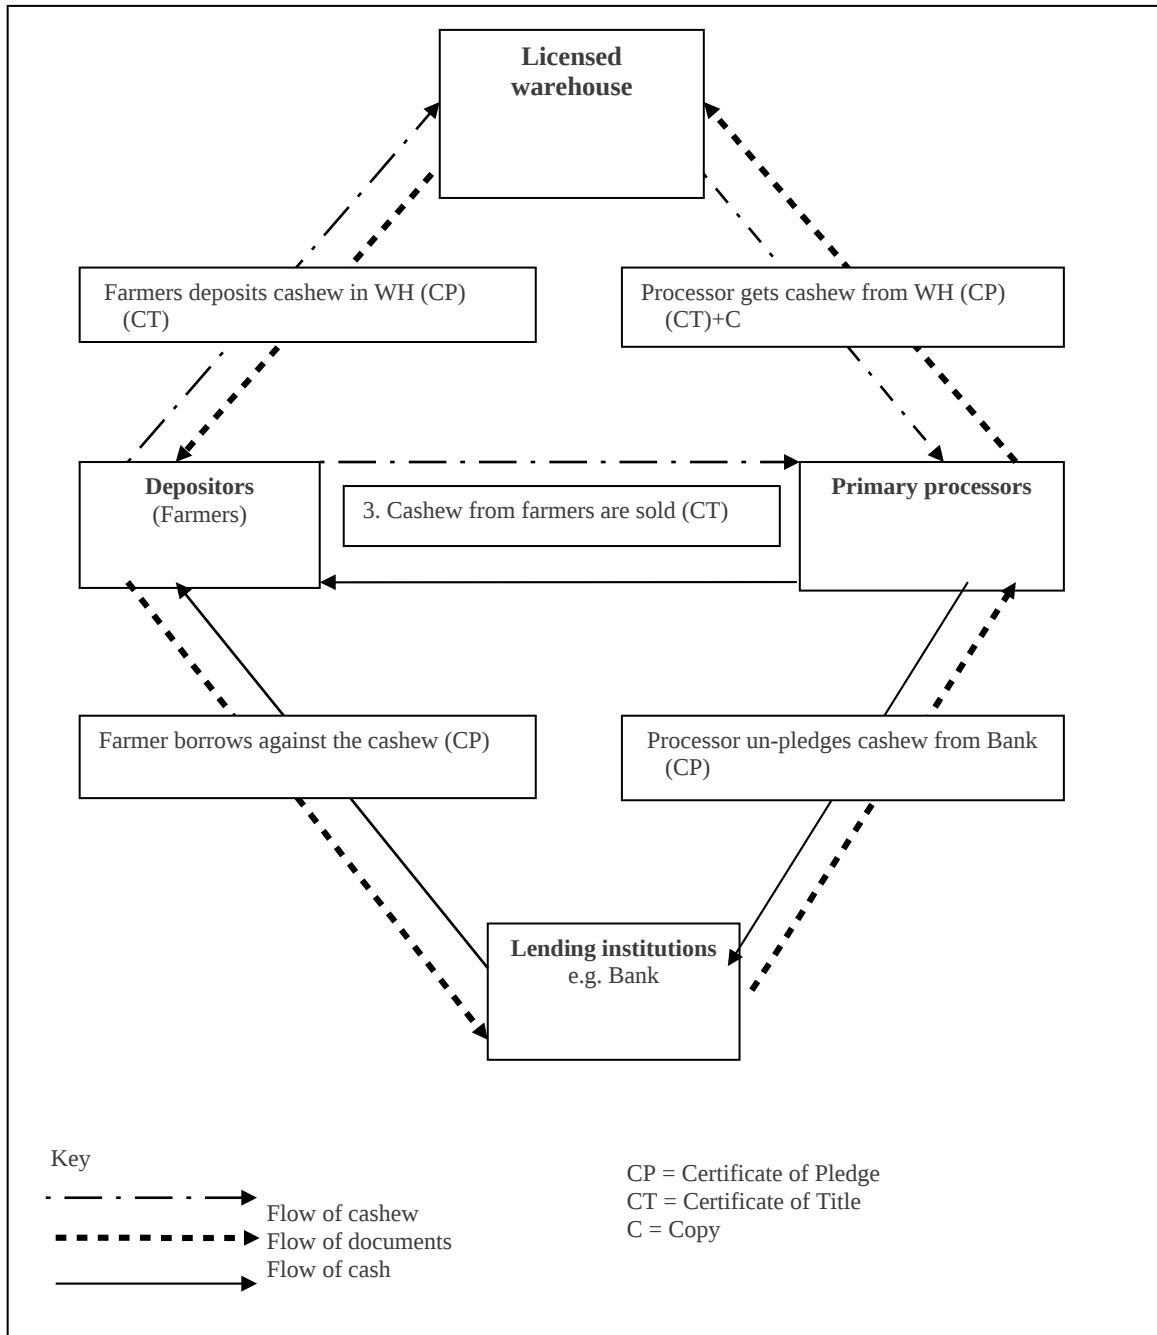 Licensed
warehouse
Farmers deposits cashew in WH (CP)
(CT)
Processor gets cashew from WH (CP)
(CT)+C
Depositors
(Farmers)
Primary processors
3. Cashew from farmers are sold (CT)
Farmer borrows against the cashew (CP)
Processor un-pledges cashew from Bank
(CP)
Lending institutions
e.g. Bank
Key
Flow of cashew
Flow of documents
Flow of cash
CP = Certificate of Pledge
CT = Certificate of Title
C = Copy